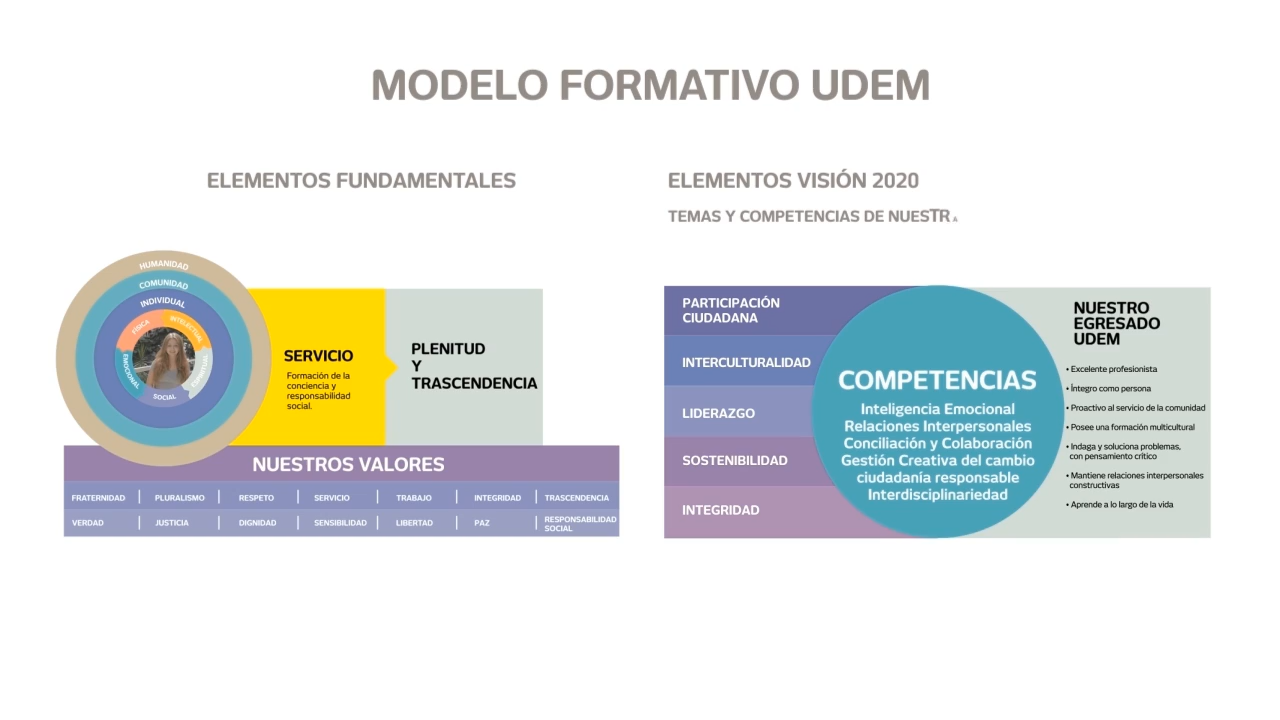 MODELO FORMATIVO UDEM
ELEMENTOS FUNDAMENTALES
HUMANIDAD
COMUNIDAD
INDIVIDUAL
FÍSICA
INTELECTUAL
EMOCIONAL
ESPIRITUAL
SOCIAL
SERVICIO
Formación de la
conciencia y
responsabilidad
social.
PLENITUD
Y
TRASCENDENCIA
NUESTROS VALORES
FRATERNIDAD | PLURALISMO | RESPETO | SERVICIO | TRABAJO | INTEGRIDAD | TRASCENDENCIA
VERDAD | JUSTICIA | DIGNIDAD | SENSIBILIDAD | LIBERTAD | PAZ | RESPONSABILIDAD
SOCIAL
ELEMENTOS VISIÓN 2020
TEMAS Y COMPETENCIAS DE NUESTRA
PARTICIPACIÓN
CIUDADANA
INTERCULTURALIDAD
LIDERAZGO
SOSTENIBILIDAD
INTEGRIDAD
COMPETENCIAS
Inteligencia Emocional
Relaciones Interpersonales
Conciliación y Colaboración
Gestión Creativa del cambio
ciudadanía responsable
Interdisciplinariedad
NUESTRO
EGRESADO
UDEM
• Excelente profesionista
• Íntegro como persona
• Proactivo al servicio de la comunidad
• Posee una formación multicultural
• Indaga y soluciona problemas,
con pensamiento crítico
• Mantiene relaciones interpersonales
constructivas
• Aprende a lo largo de la vida